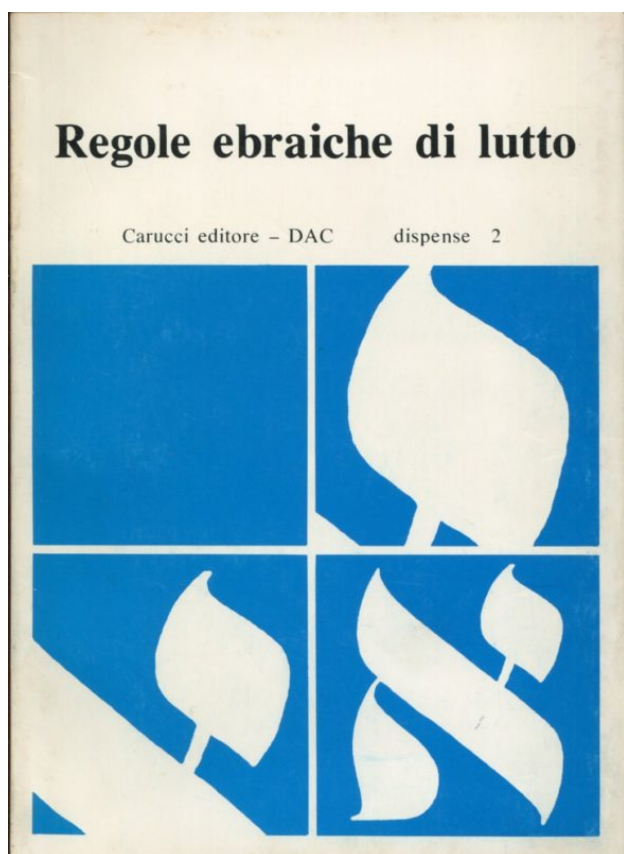 Regole ebraiche di lutto
Carucci editore – DAC dispense 2
א